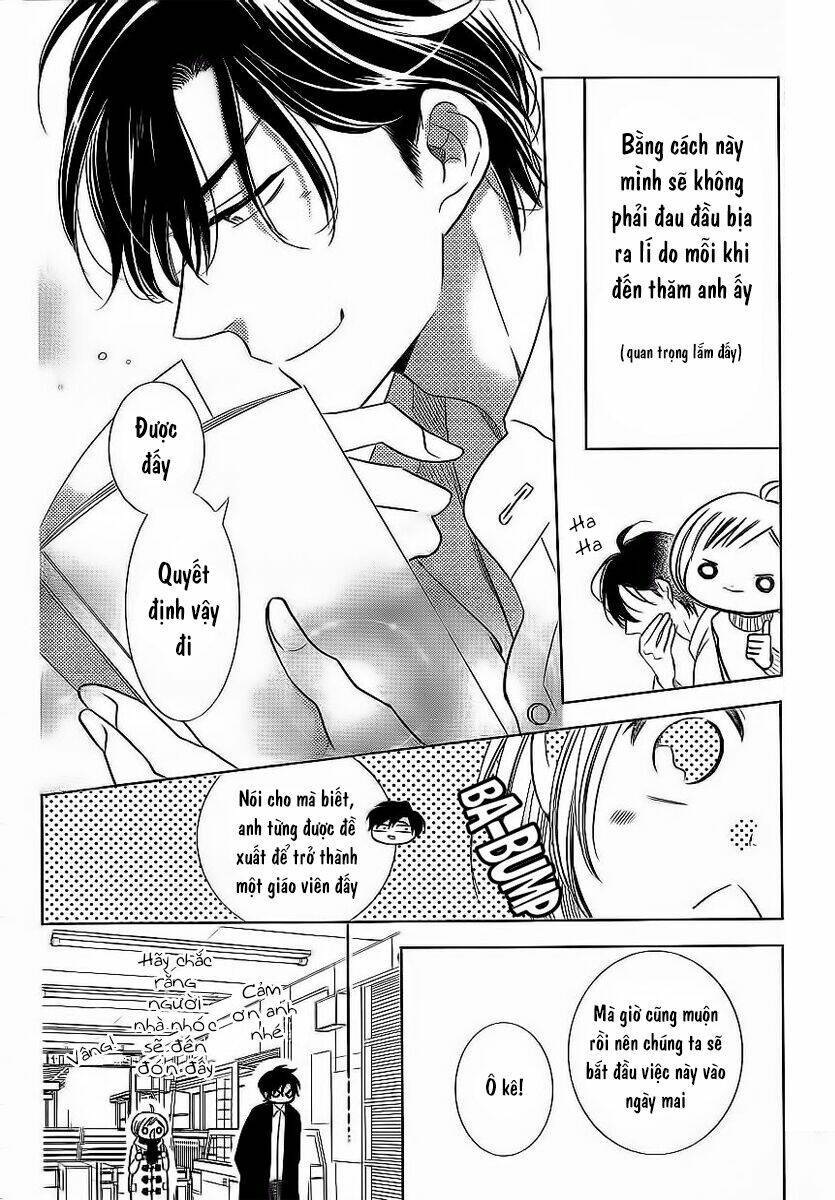 Bằng cách này
mình sẽ không
phải đau đầu bịa
ra lí do mỗi khi
đến thăm anh ấy
(quan trọng lắm đấy)
Ha
Ha
Được
đấy
Quyết
định vậy
đi
BA-BUMP
Nói cho mà biết,
anh từng được đề
xuất để trở thành
một giáo viên đấy
Mà giờ cũng muộn
rồi nên chúng ta sẽ
bắt đầu việc này vào
ngày mai
Ô kê!
Cảm
ơn anh
nhé!
Hãy chắc
rằng
người
nhà nhóc
sẽ đến
đón đấy
Vâng!